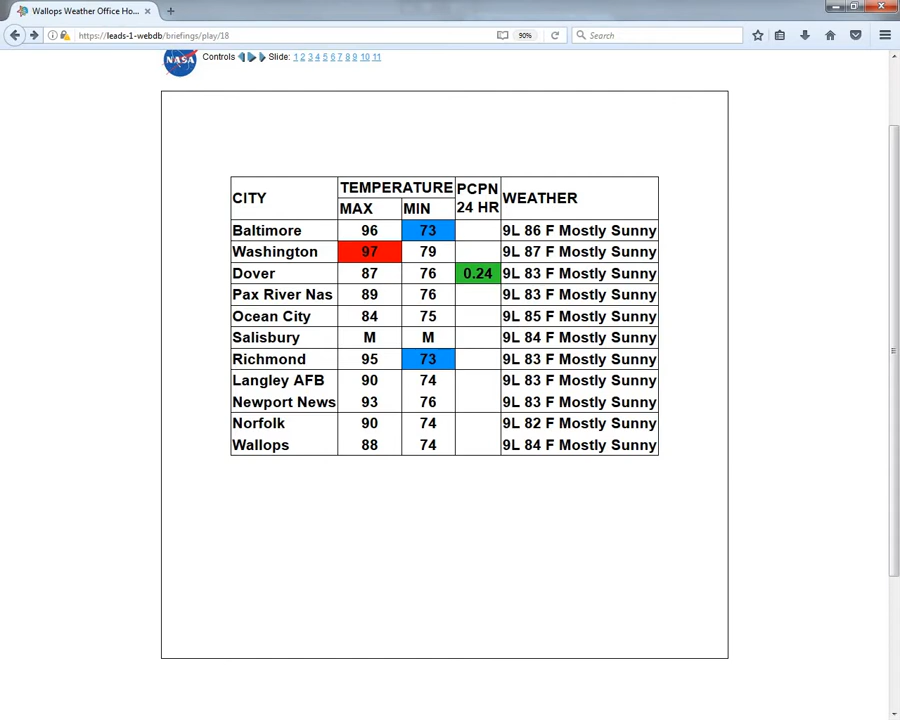 Wallops Weather Office Ho...
https://leads-1-webdb/briefings/play/18
90%
Search
NASA
Controls Slide: 1 2 3 4 5 6 7 8 9 10 11
CITY TEMPERATURE PCPN 24 HR WEATHER
MAX MIN
Baltimore 96 73 9L 86 F Mostly Sunny
Washington 97 79 9L 87 F Mostly Sunny
Dover 87 76 0.24 9L 83 F Mostly Sunny
Pax River Nas 89 76 9L 83 F Mostly Sunny
Ocean City 84 75 9L 85 F Mostly Sunny
Salisbury M M 9L 84 F Mostly Sunny
Richmond 95 73 9L 83 F Mostly Sunny
Langley AFB 90 74 9L 83 F Mostly Sunny
Newport News 93 76 9L 83 F Mostly Sunny
Norfolk 90 74 9L 82 F Mostly Sunny
Wallops 88 74 9L 84 F Mostly Sunny